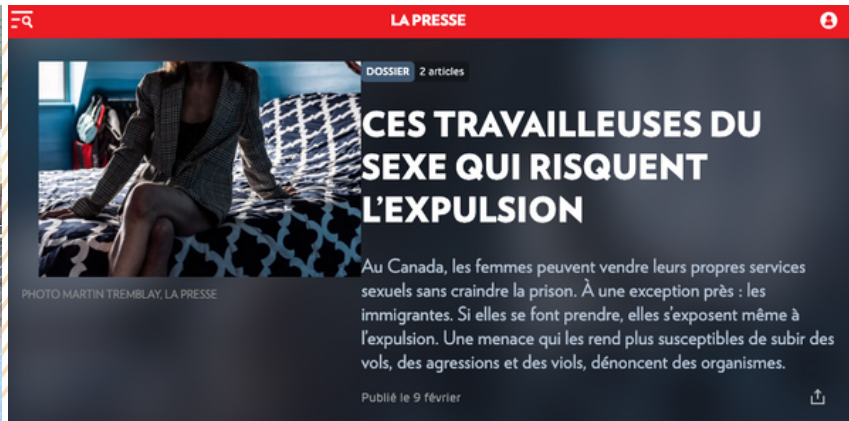 LA PRESSE
DOSSIER 2 articles
CES TRAVAILLEUSES DU
SEXE QUI RISQUENT
L’EXPULSION
Au Canada, les femmes peuvent vendre leurs propres services
sexuels sans craindre la prison. À une exception près : les
immigrantes. Si elles se font prendre, elles s’exposent même à
l’expulsion. Une menace qui les rend plus susceptibles de subir des
vols, des agressions et des viols, dénoncent des organismes.
PHOTO MARTIN TREMBLAY, LA PRESSE
Publié le 9 février